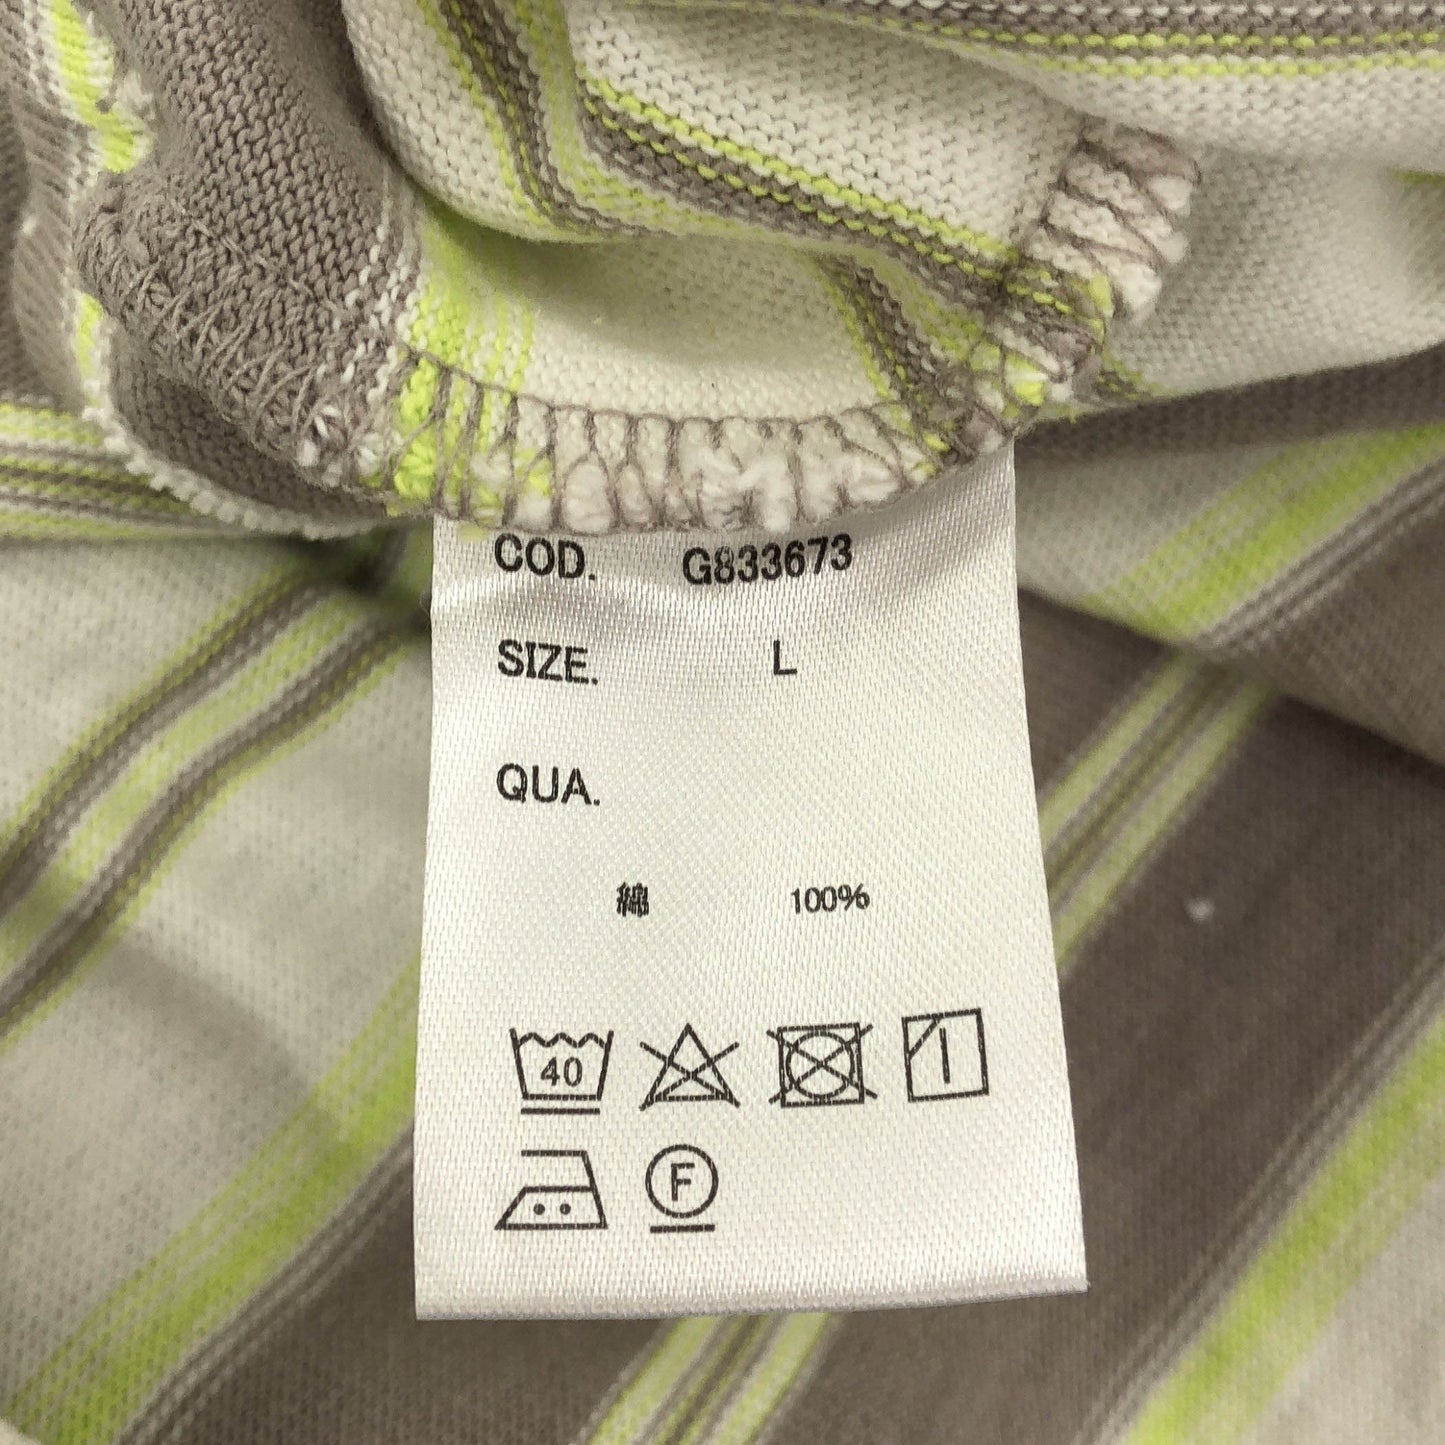 COD. G833673
SIZE. L
QUA.
綿 100%
40
F